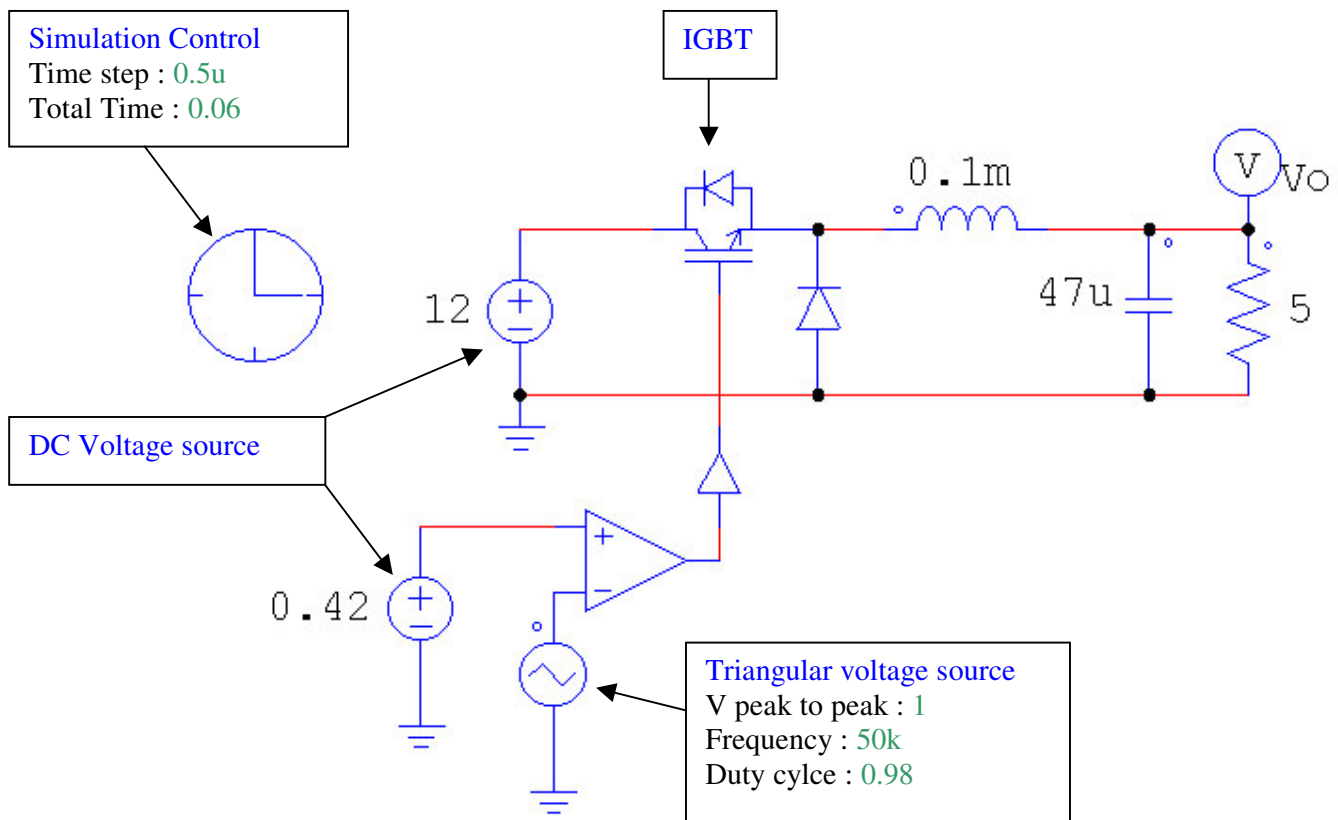 Simulation Control
Time step : 0.5u
Total Time : 0.06
IGBT
0.1m
V
Vo
12
47u
5
DC Voltage source
0.42
Triangular voltage source
V peak to peak : 1
Frequency : 50k
Duty cylce : 0.98